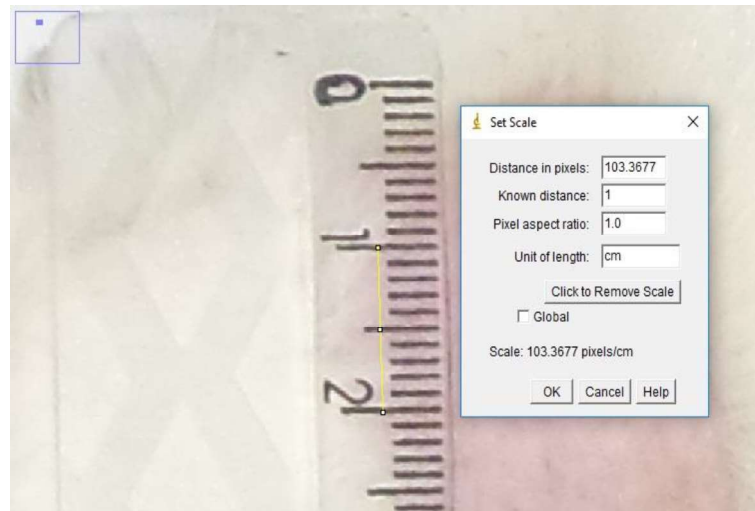 0
1
2
Set Scale
Distance in pixels: 103.3677
Known distance: 1
Pixel aspect ratio: 1.0
Unit of length: cm
Click to Remove Scale
Global
Scale: 103.3677 pixels/cm
OK Cancel Help